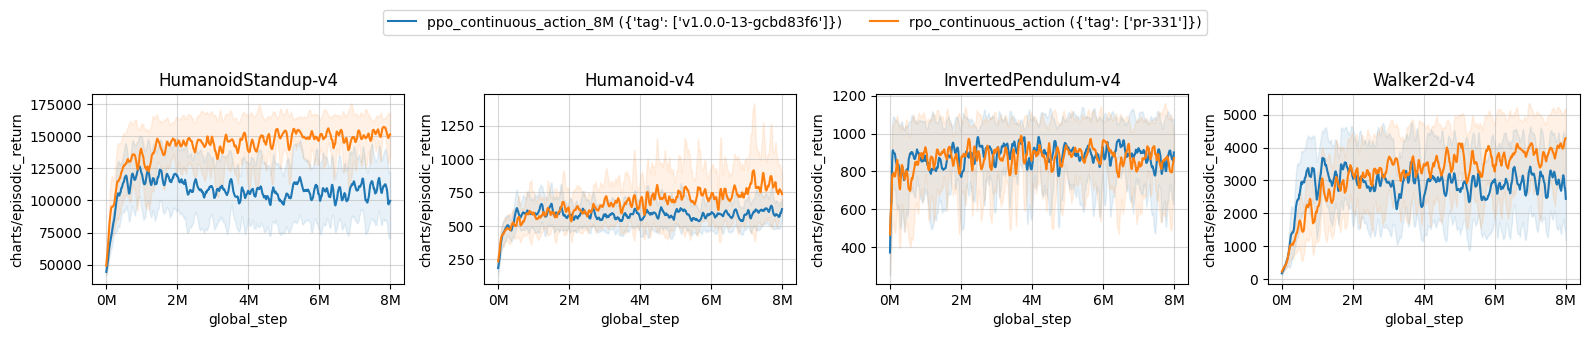 ppo_continuous_action_8M ({'tag': ['v1.0.0-13-gcbd83f6']})
rpo_continuous_action ({'tag': ['pr-331']})
HumanoidStandup-v4
charts/episodic_return
175000
150000
125000
100000
75000
50000
0M 2M 4M 6M 8M
global_step
Humanoid-v4
charts/episodic_return
1250
1000
750
500
250
0M 2M 4M 6M 8M
global_step
InvertedPendulum-v4
charts/episodic_return
1200
1000
800
600
400
0M 2M 4M 6M 8M
global_step
Walker2d-v4
charts/episodic_return
5000
4000
3000
2000
1000
0
0M 2M 4M 6M 8M
global_step